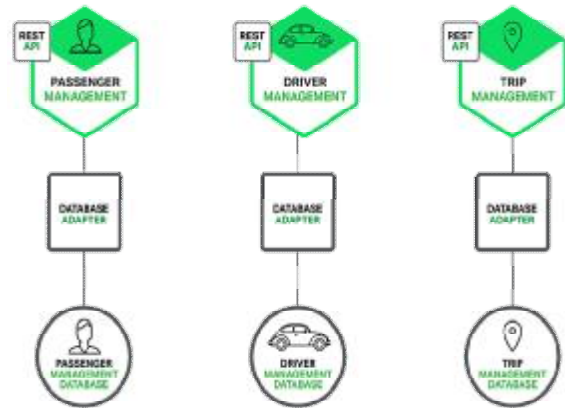 REST
API
PASSENGER
MANAGEMENT
REST
API
DRIVER
MANAGEMENT
REST
API
TRIP
MANAGEMENT
DATABASE
ADAPTER
DATABASE
ADAPTER
DATABASE
ADAPTER
PASSENGER
MANAGEMENT
DATABASE
DRIVER
MANAGEMENT
DATABASE
TRIP
MANAGEMENT
DATABASE